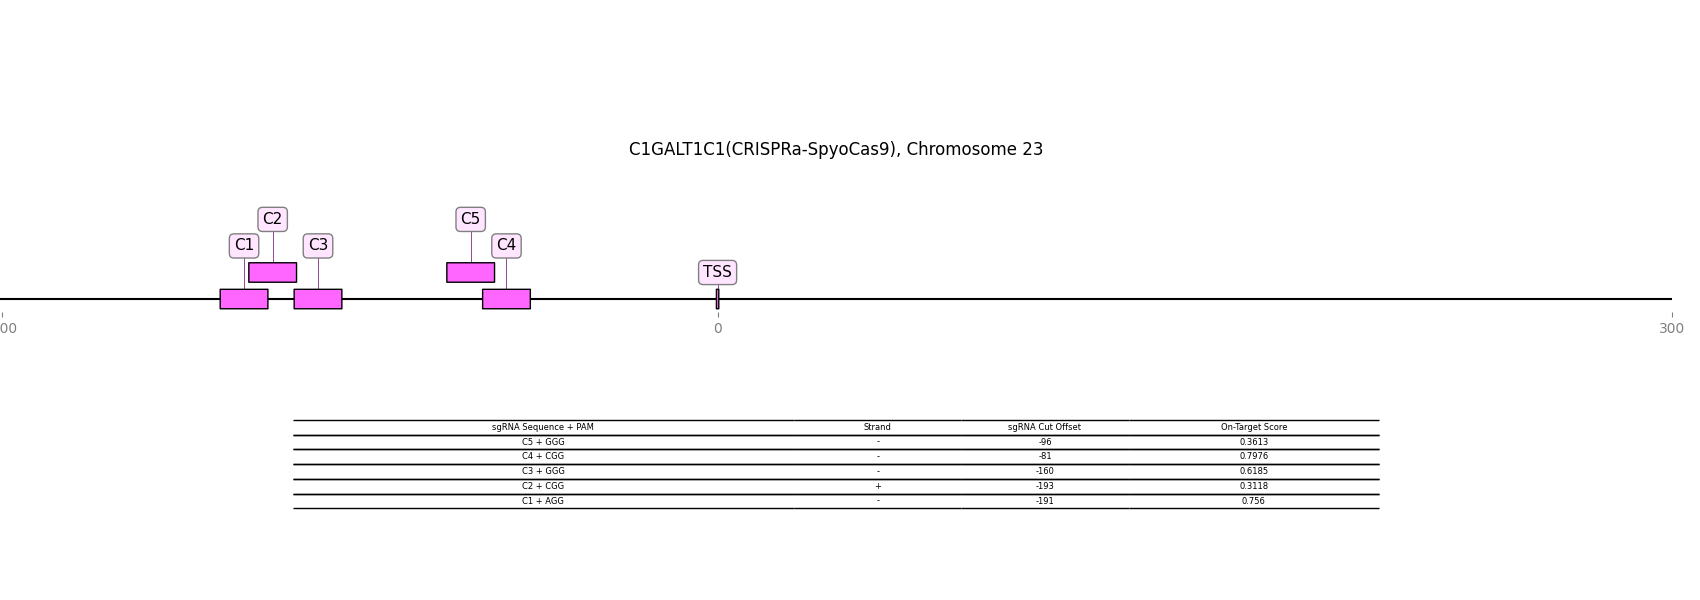 C1GALT1C1(CRISPRa-SpyoCas9), Chromosome 23
C2 C5
C1 C3 C4
TSS
00 0 300
sgRNA Sequence + PAM Strand sgRNA Cut Offset On-Target Score
C5 + GGG - -96 0.3613
C4 + CGG - -81 0.7976
C3 + GGG - -160 0.6185
C2 + CGG + -193 0.3118
C1 + AGG - -191 0.756